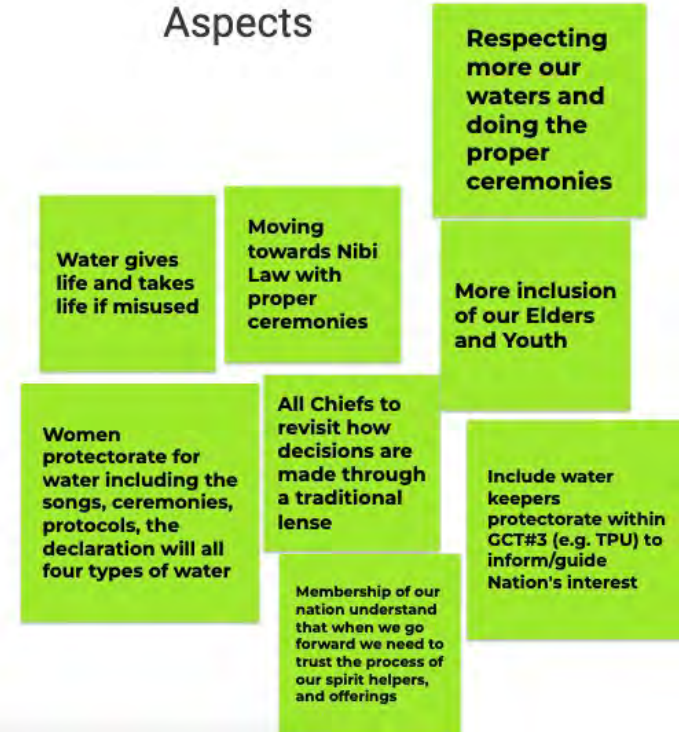 Aspects
Respecting
more our
waters and
doing the
proper
ceremonies
Water gives
life and takes
life if misused
Moving
towards Nibi
Law with
proper
ceremonies
More inclusion
of our Elders
and Youth
Women
protectorate for
water including the
songs, ceremonies,
protocols, the
declaration will all
four types of water
All Chiefs to
revisit how
decisions are
made through
a traditional
lense
Include water
keepers
protectorate within
GCT#3 (e.g. TPU) to
inform/guide
Nation's interest
Membership of our
nation understand
that when we go
forward we need to
trust the process of
our spirit helpers,
and offerings